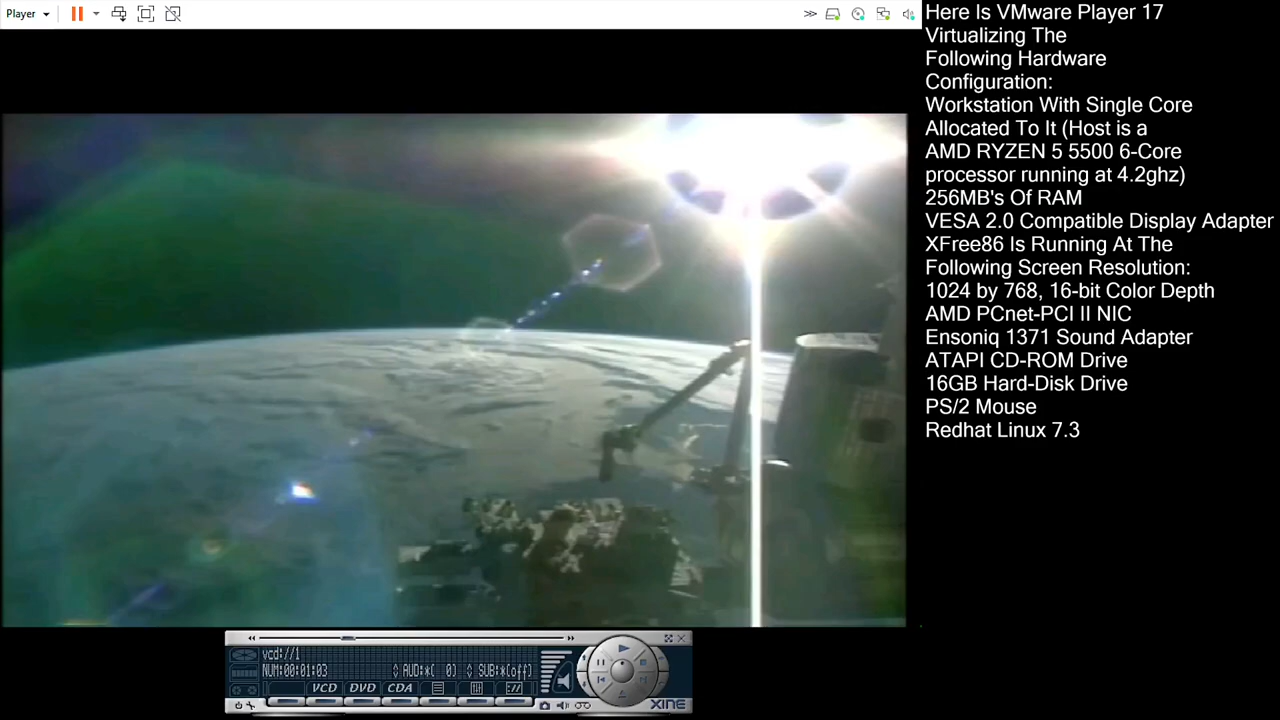 Player
Here Is VMware Player 17
Virtualizing The
Following Hardware
Configuration:
Workstation With Single Core
Allocated To It (Host is a
AMD RYZEN 5 5500 6-Core
processor running at 4.2ghz)
256MB's Of RAM
VESA 2.0 Compatible Display Adapter
XFree86 Is Running At The
Following Screen Resolution:
1024 by 768, 16-bit Color Depth
AMD PCnet-PCI II NIC
Ensoniq 1371 Sound Adapter
ATAPI CD-ROM Drive
16GB Hard-Disk Drive
PS/2 Mouse
Redhat Linux 7.3
vcd://1
NUM:00:01:03 AUD:*( 0) SUB:*(off)
VCD DVD CDA ://
XINE